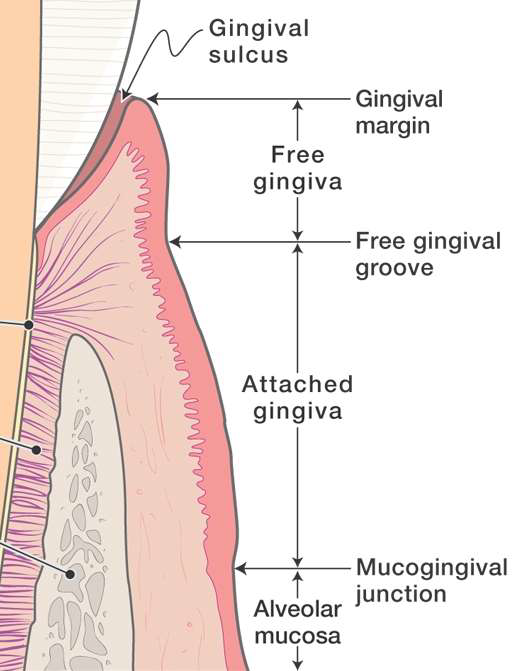 Gingival
sulcus
Gingival
margin
Free
gingiva
Free gingival
groove
Attached
gingiva
Mucogingival
junction
Alveolar
mucosa